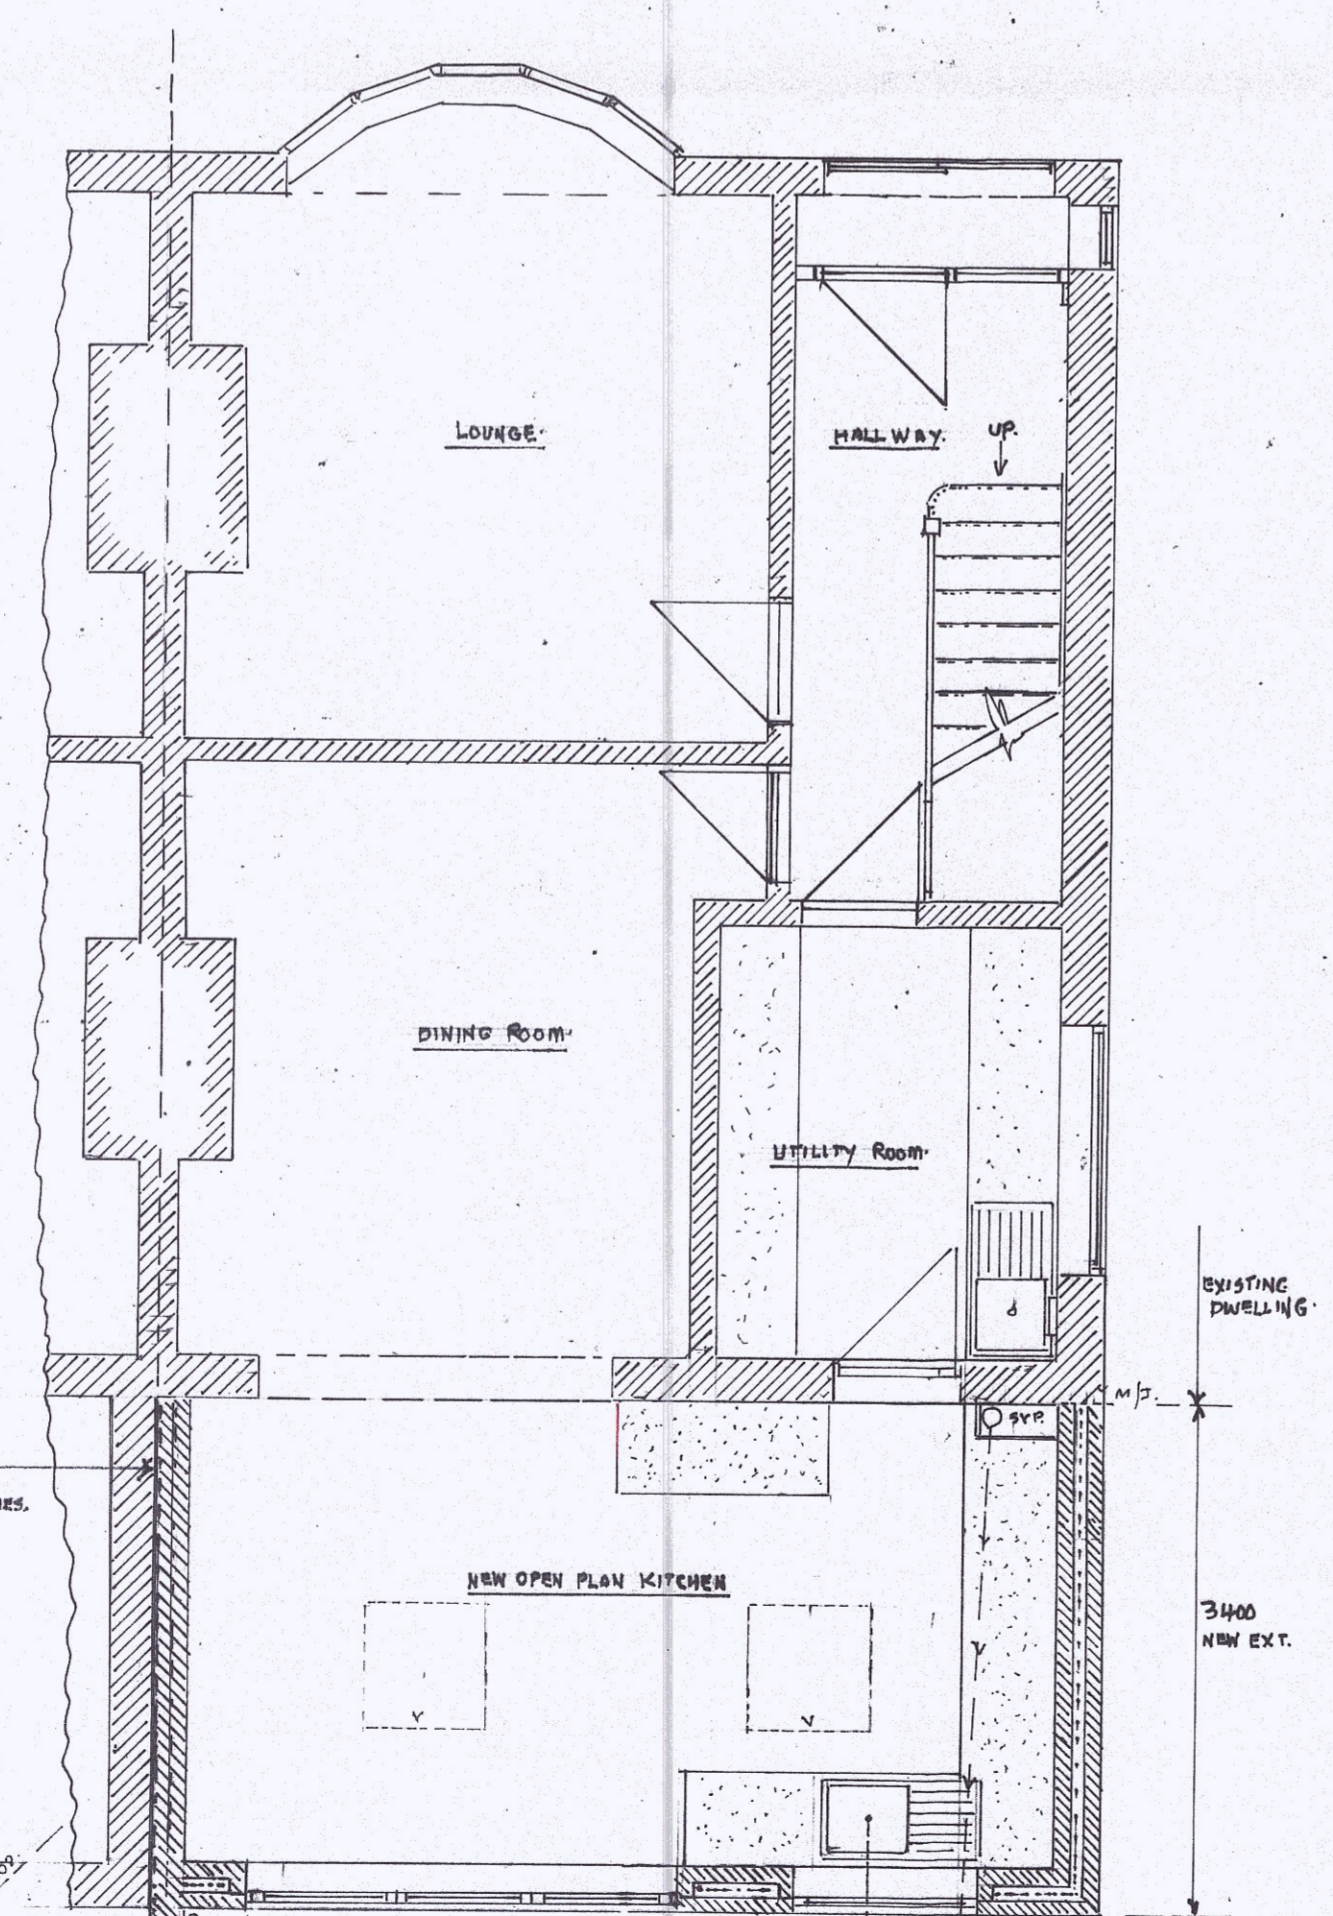 LOUNGE.
HALLWAY.
UP.
DINING ROOM.
UTILITY ROOM.
EXISTING
DWELLING.
M/J.
SVP.
NEW OPEN PLAN KITCHEN
3400
NEW EXT.